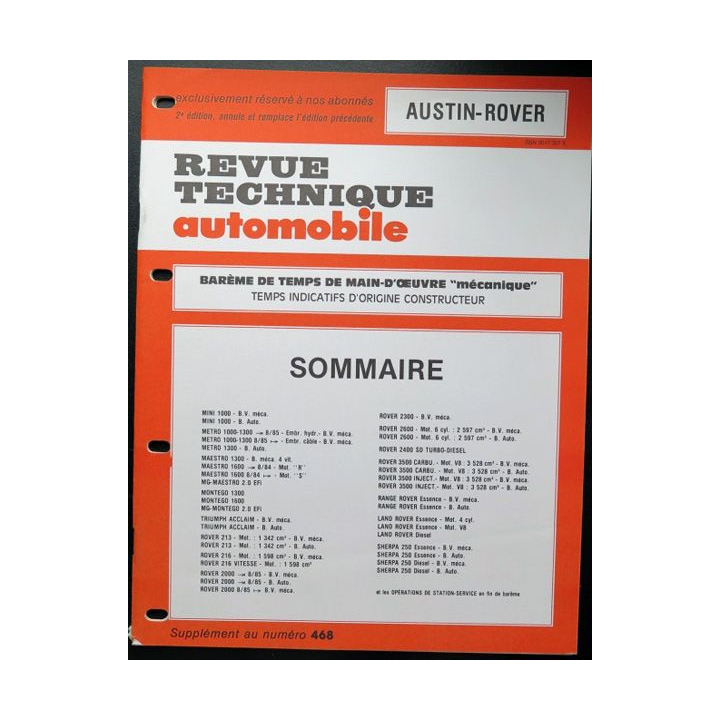 exclusivement réservé à nos abonnés
2e édition, annule et remplace l'édition précédente
AUSTIN-ROVER
REVUE
TECHNIQUE
automobile
BARÈME DE TEMPS DE MAIN-D'ŒUVRE "mécanique"
TEMPS INDICATIFS D'ORIGINE CONSTRUCTEUR
SOMMAIRE
MINI 1000 - B.V. méca.
MINI 1000 - B. Auto.
METRO 1000-1300 → 8/85 - Embr. hydr.- B.V. méca.
METRO 1000-1300 8/85 → - Embr. câble - B.V. méca.
METRO 1300 - B. Auto.
MAESTRO 1300 - B. méca. 4 vit.
MAESTRO 1600 → 8/84 - Mot. "R"
MAESTRO 1600 8/84 → - Mot. "S"
MG-MAESTRO 2.0 EFi
MONTEGO 1300
MONTEGO 1600
MG-MONTEGO 2.0 EFi
TRIUMPH ACCLAIM - B.V. méca.
TRIUMPH ACCLAIM - B. Auto.
ROVER 213 - Mot. : 1 342 cm³ - B.V. méca.
ROVER 213 - Mot. : 1 342 cm³ - B. Auto.
ROVER 216 - Mot. : 1 598 cm³ - B.V. méca.
ROVER 216 VITESSE - Mot. : 1 598 cm³
ROVER 2000 → 8/85 - B.V. méca.
ROVER 2000 → 8/85 - B. Auto.
ROVER 2000 8/85 → B.V. méca.
ROVER 2300 - B.V. méca.
ROVER 2600 - Mot. 6 cyl. : 2 597 cm³ - B.V. méca.
ROVER 2600 - Mot. 6 cyl. : 2 597 cm³ - B. Auto.
ROVER 2400 SD TURBO-DIESEL
ROVER 3500 CARBU. - Mot. V8 : 3 528 cm³ - B.V. méca.
ROVER 3500 CARBU. - Mot. V8 : 3 528 cm³ - B. Auto.
ROVER 3500 INJECT.- Mot. V8 : 3 528 cm³ - B.V. méca.
ROVER 3500 INJECT.- Mot. V8 : 3 528 cm³ - B. Auto.
RANGE ROVER Essence - B.V. méca.
RANGE ROVER Essence - B. Auto.
LAND ROVER Essence - Mot. 4 cyl.
LAND ROVER Essence - Mot. V8
LAND ROVER Diesel
SHERPA 250 Essence - B.V. méca.
SHERPA 250 Essence - B. Auto.
SHERPA 250 Diesel - B.V. méca.
SHERPA 250 Diesel - B. Auto.
et les OPERATIONS DE STATION-SERVICE en fin de barème
Supplément au numéro 468